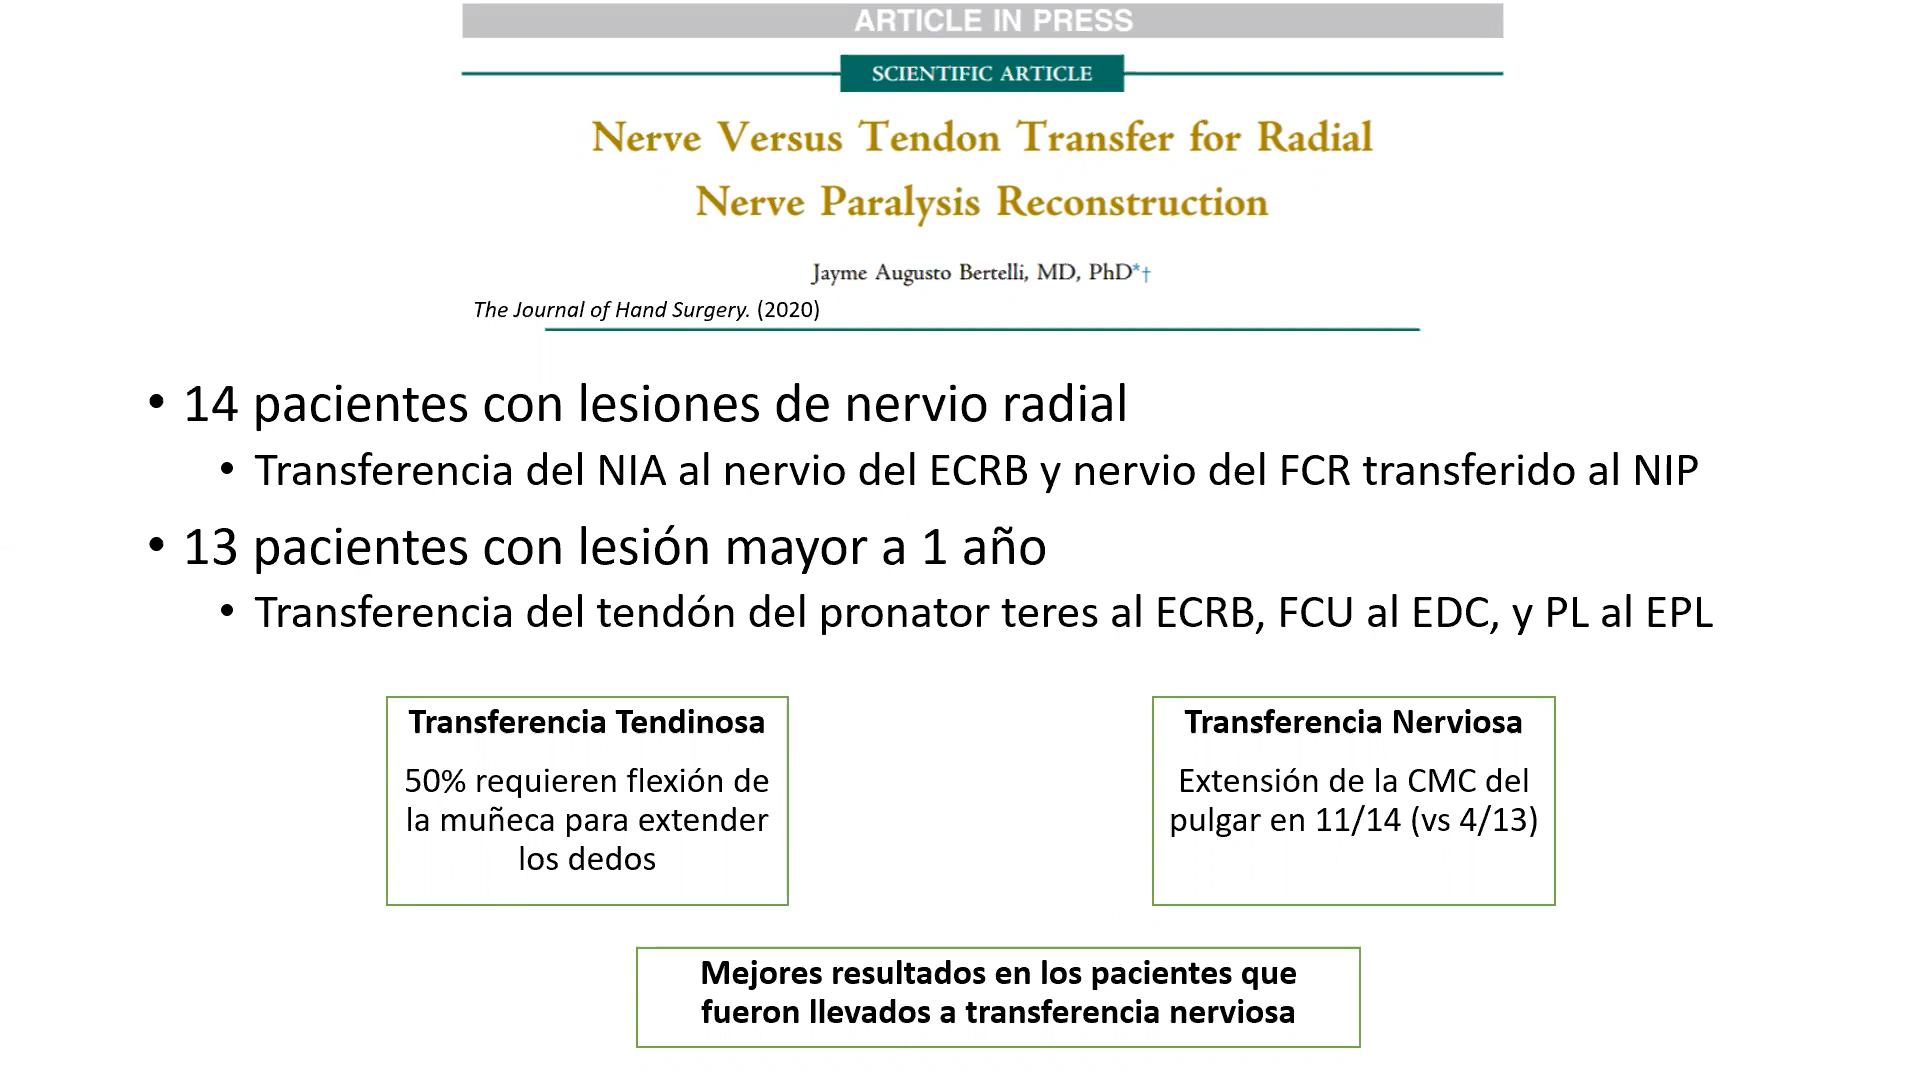 ARTICLE IN PRESS
SCIENTIFIC ARTICLE
Nerve Versus Tendon Transfer for Radial
Nerve Paralysis Reconstruction
Jayme Augusto Bertelli, MD, PhD*†
The Journal of Hand Surgery. (2020)
• 14 pacientes con lesiones de nervio radial
• Transferencia del NIA al nervio del ECRB y nervio del FCR transferido al NIP
• 13 pacientes con lesión mayor a 1 año
• Transferencia del tendón del pronator teres al ECRB, FCU al EDC, y PL al EPL
Transferencia Tendinosa
50% requieren flexión de
la muñeca para extender
los dedos
Transferencia Nerviosa
Extensión de la CMC del
pulgar en 11/14 (vs 4/13)
Mejores resultados en los pacientes que
fueron llevados a transferencia nerviosa